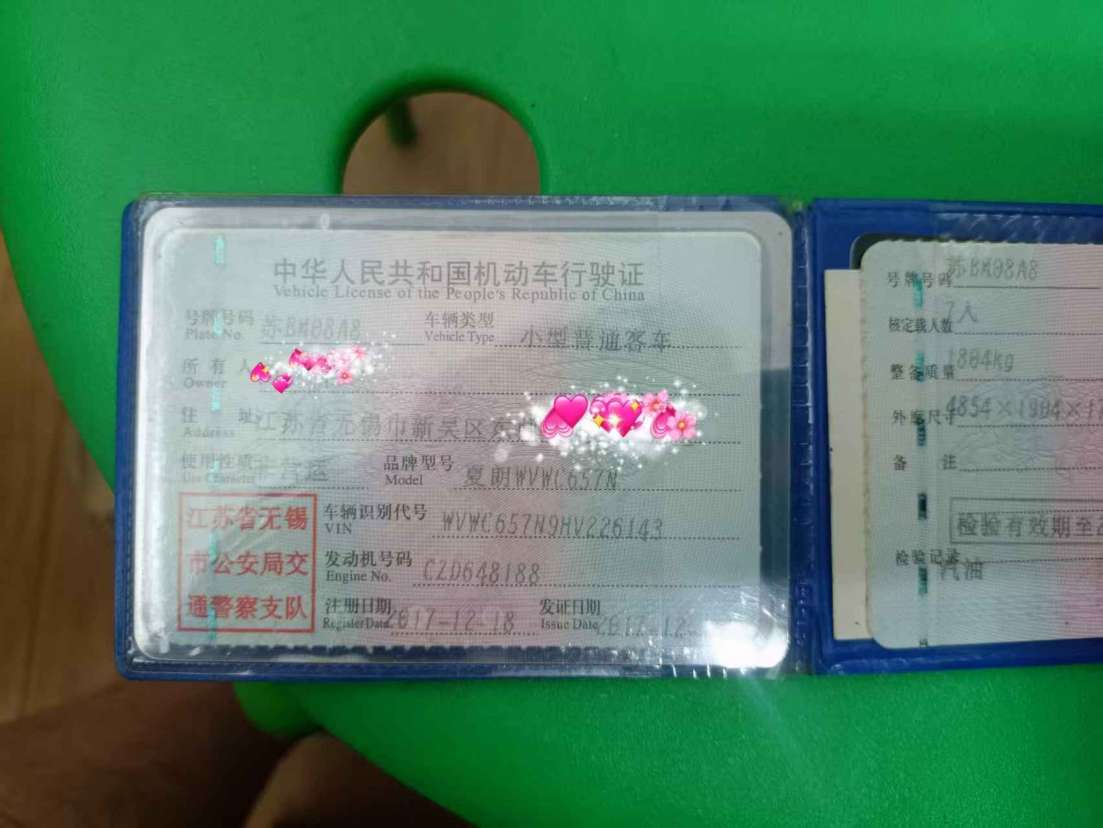 中华人民共和国机动车行驶证
Vehicle License of the People's Republic of China
号牌号码 苏BM08A8 车辆类型 小型普通客车
Plate No. Vehicle Type
所有人
Owner
住址 江苏省无锡市新吴区
Address
使用性质 非营运 品牌型号 夏朗WVWC657N
Use Character Model
江苏省无锡
市公安局交
通警察支队
车辆识别代号 WVWC657N9HV226143
VIN
发动机号码 CZD648188
Engine No.
注册日期 2017-12-18 发证日期 2017-12
Register Date Issue Date
号牌号码 苏BM08A8
核定载人数 7人
整备质量 1884kg
外廓尺寸 4854×1904×17
备注
检验有效期至2
检验记录
汽油